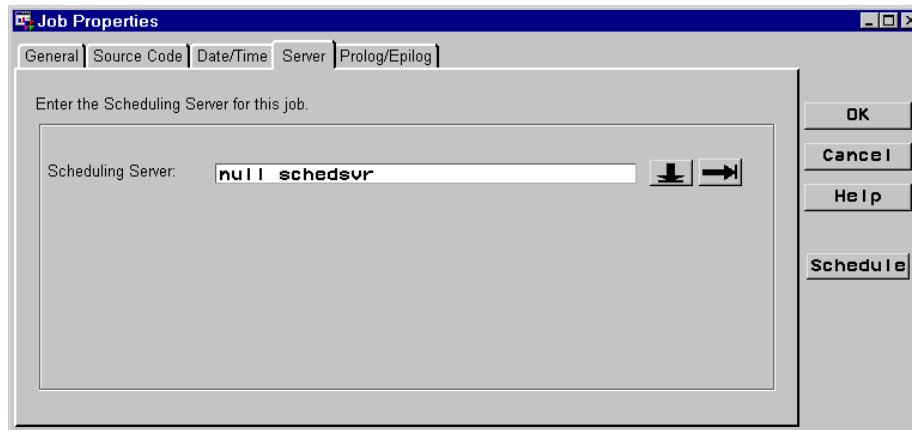 Job Properties
General Source Code Date/Time Server Prolog/Epilog
Enter the Scheduling Server for this job.
Scheduling Server: null schedsvr
OK
Cancel
Help
Schedule